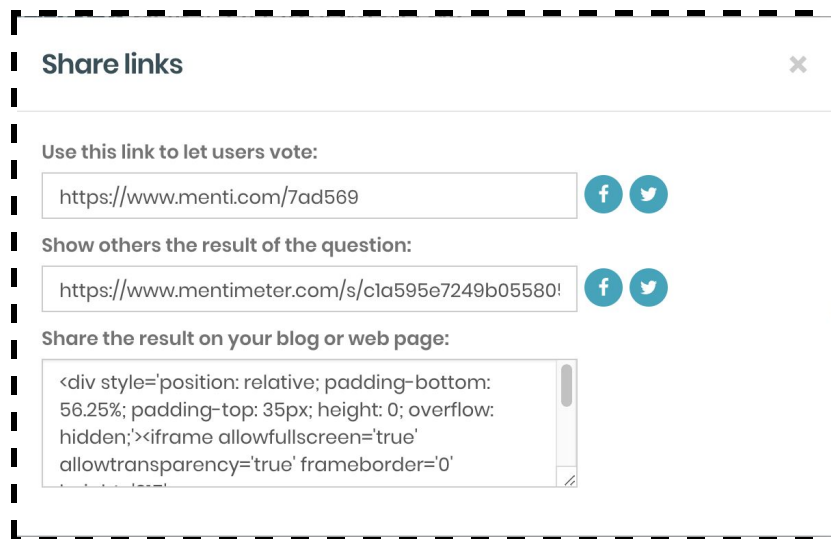 Share links
Use this link to let users vote:
https://www.menti.com/7ad569
Show others the result of the question:
https://www.mentimeter.com/s/c1a595e7249b05580
Share the result on your blog or web page:
<div style='position: relative; padding-bottom:
56.25%; padding-top: 35px; height: 0; overflow:
hidden;'><iframe allowfullscreen='true'
allowtransparency='true' frameborder='0'